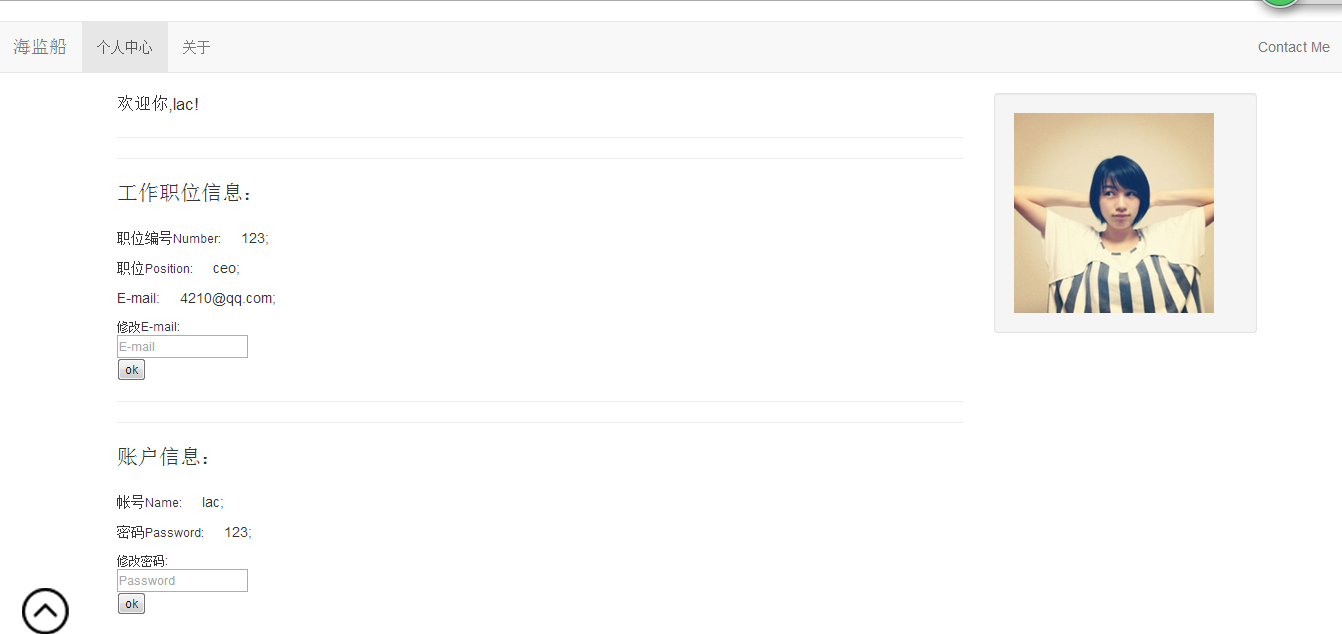 海监船 个人中心 关于 Contact Me
欢迎你,lac!
工作职位信息:
职位编号Number: 123;
职位Position: ceo;
E-mail: 4210@qq.com;
修改E-mail:
E-mail
ok
账户信息:
帐号Name: lac;
密码Password: 123;
修改密码:
Password
ok